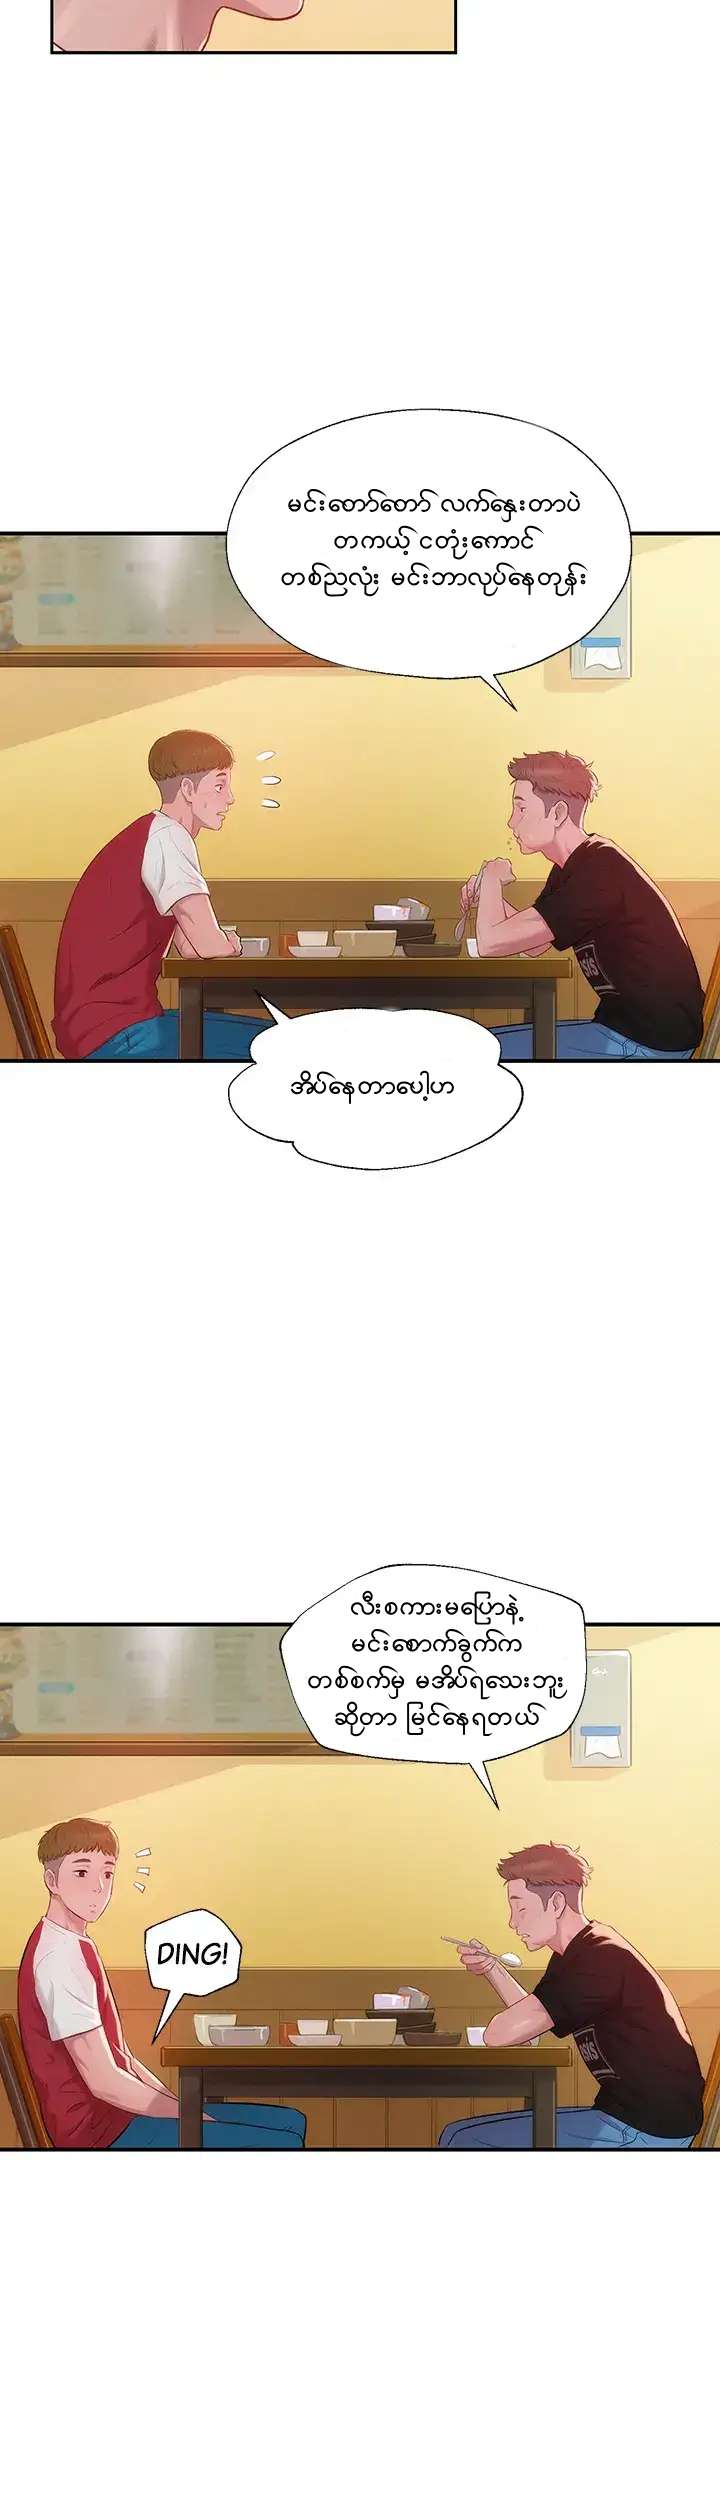 မင်းတော်တော် လက်နှေးတာပဲ
တကယ့် ငတုံးကောင်
တစ်ညလုံး မင်းဘာလုပ်နေတုန်း
အိပ်နေတာပေါ့ဟ
လီးစကားမပြောနဲ့
မင်းစောက်ခွက်က
တစ်စက်မှ မအိပ်ရသေးဘူး
ဆိုတာ မြင်နေရတယ်
DING!